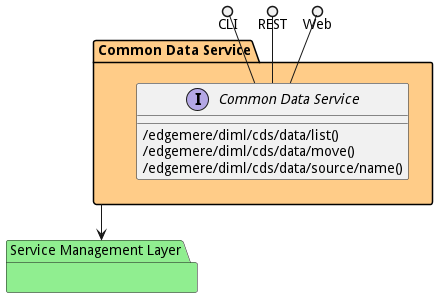 CLI
REST
Web
Common Data Service
I
Common Data Service
/edgemere/diml/cds/data/list()
/edgemere/diml/cds/data/move()
/edgemere/diml/cds/data/source/name()
Service Management Layer